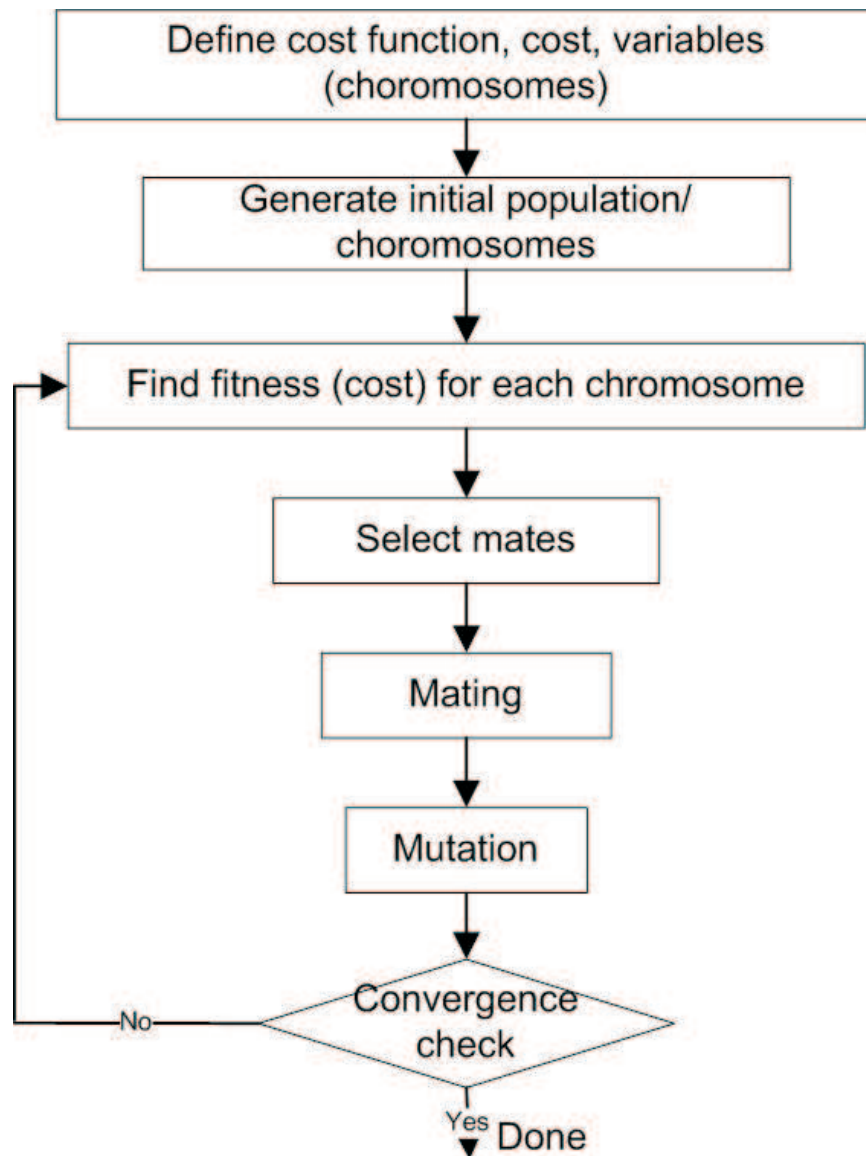 Define cost function, cost, variables
(choromosomes)
Generate initial population/
choromosomes
Find fitness (cost) for each chromosome
Select mates
Mating
Mutation
Convergence
check
No
Yes
Done